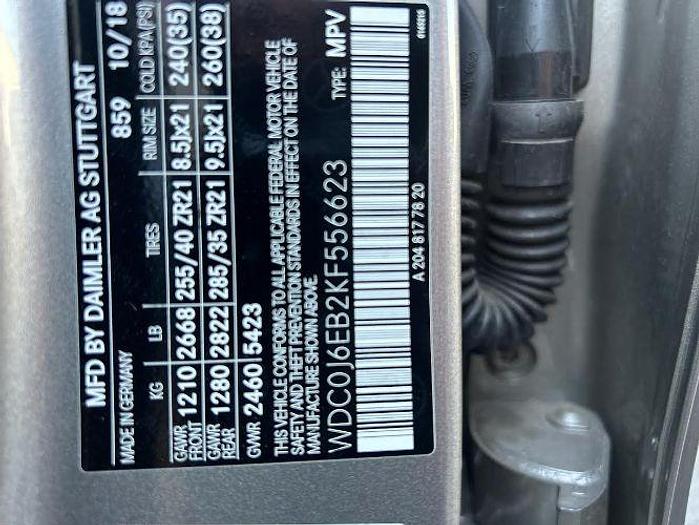 MFD BY DAIMLER AG STUTTGART
MADE IN GERMANY 859 10/18
KG LB TIRES RIM SIZE COLD KPA(PSI)
GAWR FRONT 1210 2668 255/40 ZR21 8.5Jx21 240(35)
GAWR REAR 1280 2822 285/35 ZR21 9.5Jx21 260(38)
GVWR 2460 5423
THIS VEHICLE CONFORMS TO ALL APPLICABLE FEDERAL MOTOR VEHICLE
SAFETY AND THEFT PREVENTION STANDARDS IN EFFECT ON THE DATE OF
MANUFACTURE SHOWN ABOVE.
WDC0J6EB2KF556623 TYPE: MPV
A 204 817 78 20